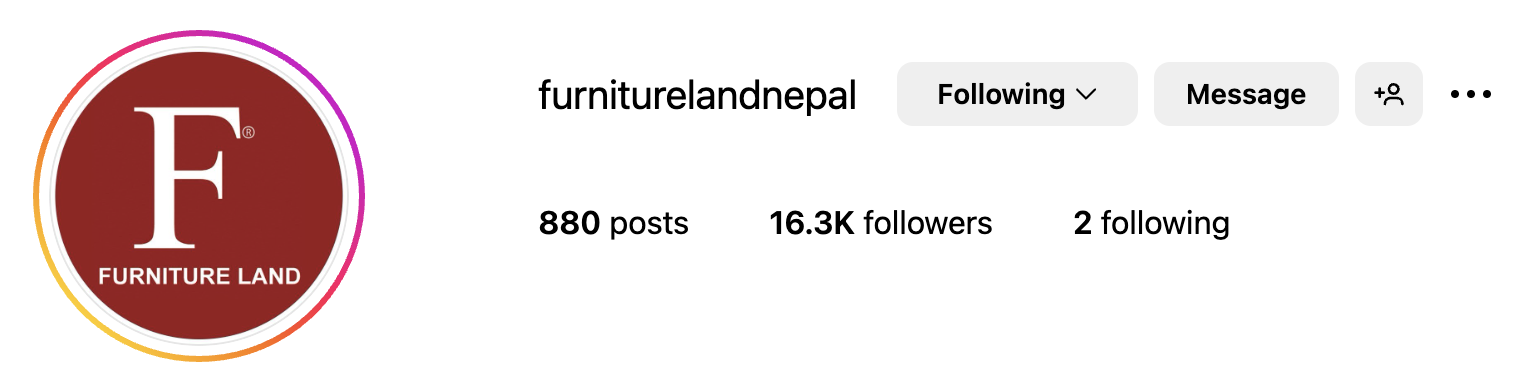 F®
FURNITURE LAND
furniturelandnepal Following Message
880 posts 16.3K followers 2 following